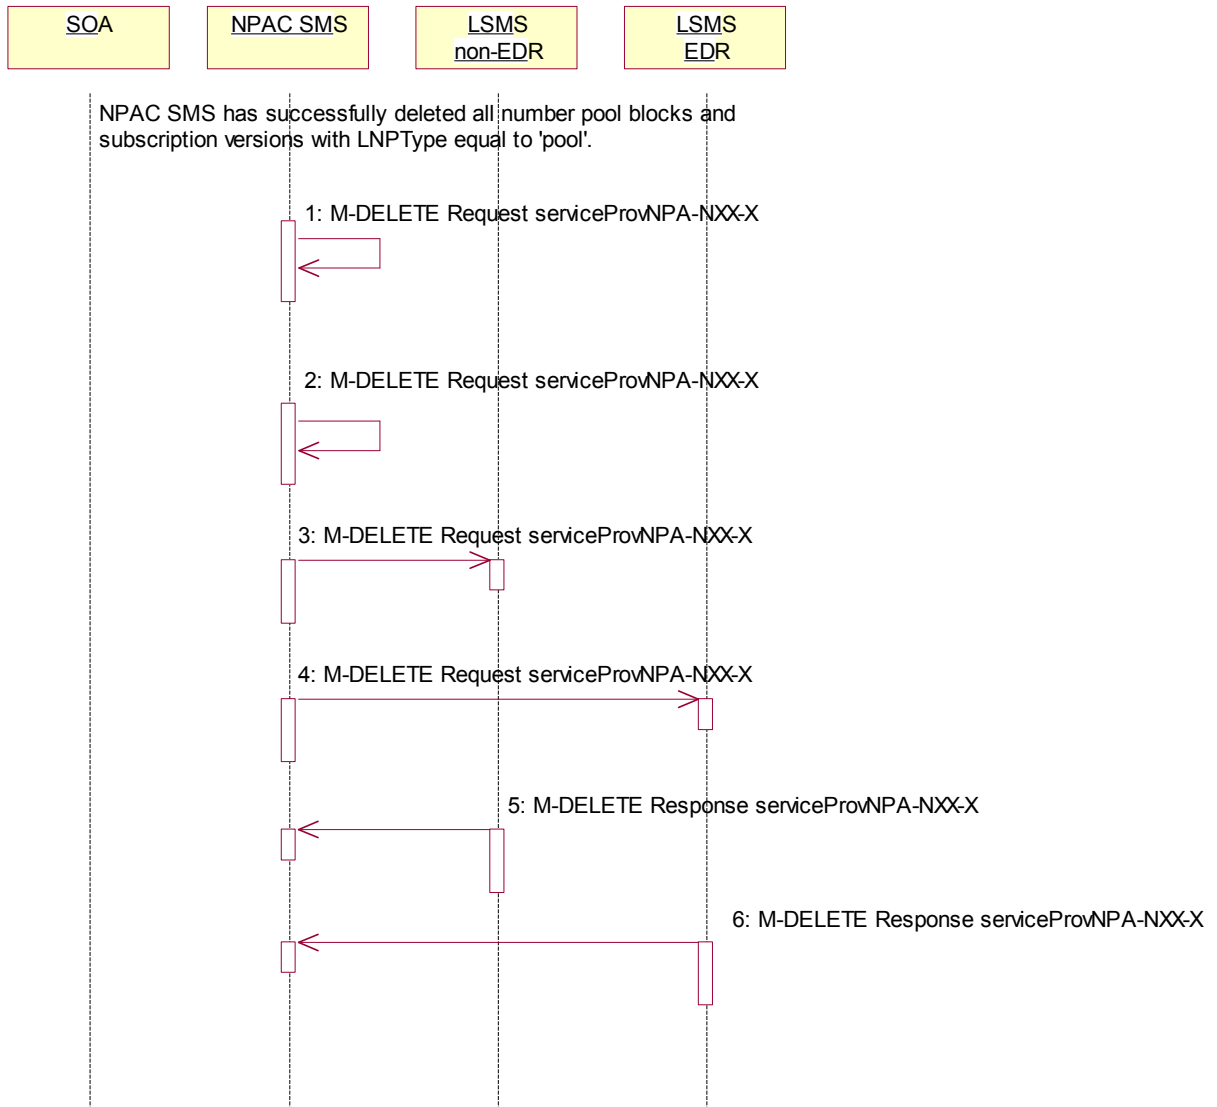 SOA
NPAC SMS
LSMS
non-EDR
LSMS
EDR
NPAC SMS has successfully deleted all number pool blocks and
subscription versions with LNPType equal to 'pool'.
1: M-DELETE Request serviceProvNPA-NXX-X
2: M-DELETE Request serviceProvNPA-NXX-X
3: M-DELETE Request serviceProvNPA-NXX-X
4: M-DELETE Request serviceProvNPA-NXX-X
5: M-DELETE Response serviceProvNPA-NXX-X
6: M-DELETE Response serviceProvNPA-NXX-X